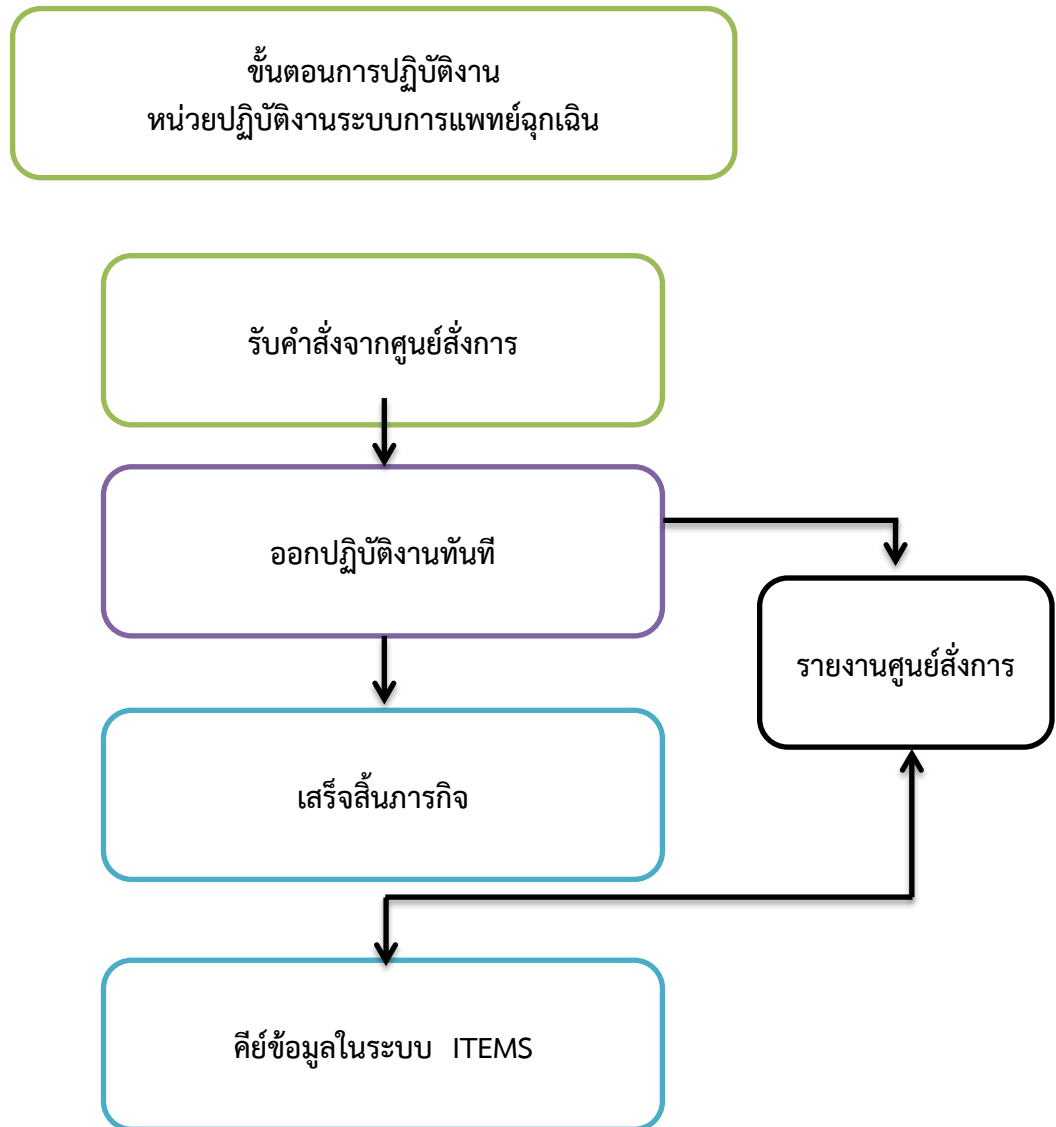 ขั้นตอนการปฏิบัติงาน
หน่วยปฏิบัติงานระบบการแพทย์ฉุกเฉิน
รับคำสั่งจากศูนย์สั่งการ
ออกปฏิบัติงานทันที
รายงานศูนย์สั่งการ
เสร็จสิ้นภารกิจ
คีย์ข้อมูลในระบบ ITEMS